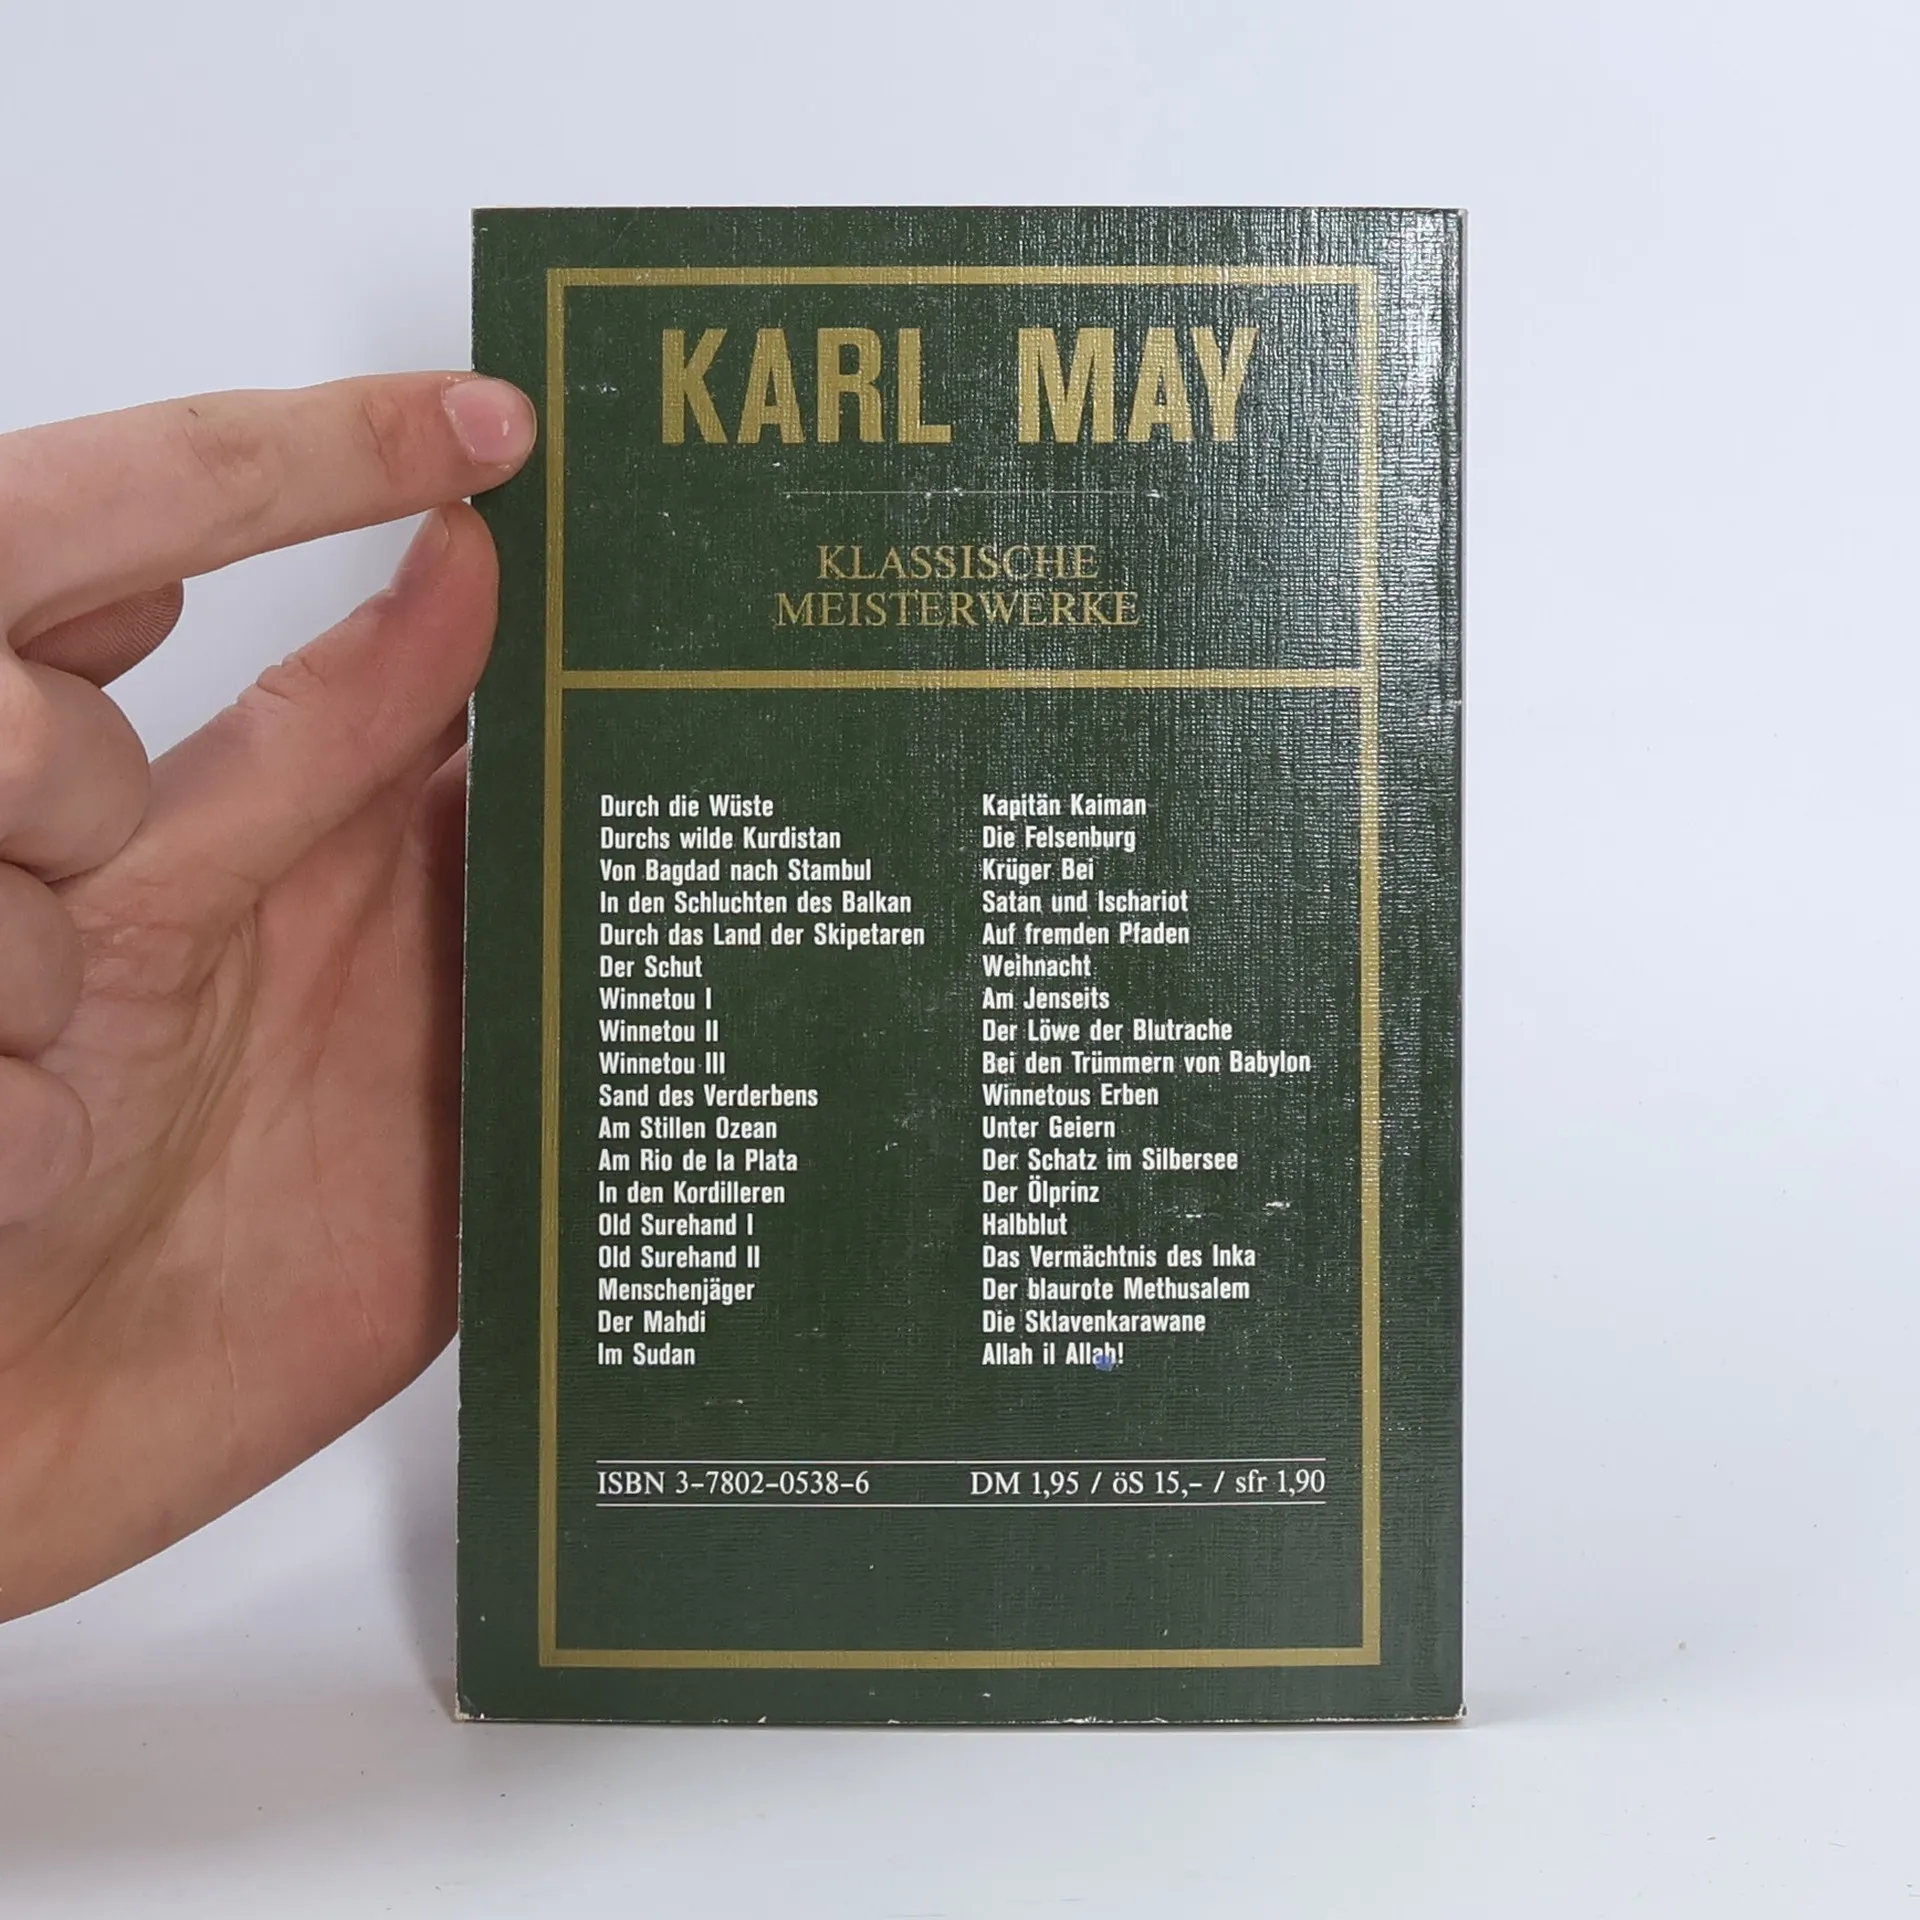 KARL MAY
KLASSISCHE
MEISTERWERKE
Durch die Wüste
Durchs wilde Kurdistan
Von Bagdad nach Stambul
In den Schluchten des Balkan
Durch das Land der Skipetaren
Der Schut
Winnetou I
Winnetou II
Winnetou III
Sand des Verderbens
Am Stillen Ozean
Am Rio de la Plata
In den Kordilleren
Old Surehand I
Old Surehand II
Menschenjäger
Der Mahdi
Im Sudan
Kapitän Kaiman
Die Felsenburg
Krüger Bei
Satan und Ischariot
Auf fremden Pfaden
Weihnacht
Am Jenseits
Der Löwe der Blutrache
Bei den Trümmern von Babylon
Winnetous Erben
Unter Geiern
Der Schatz im Silbersee
Der Ölprinz
Halbblut
Das Vermächtnis des Inka
Der blaurote Methusalem
Die Sklavenkarawane
Allah il Allah!
ISBN 3-7802-0538-6 DM 1,95 / öS 15,- / sfr 1,90